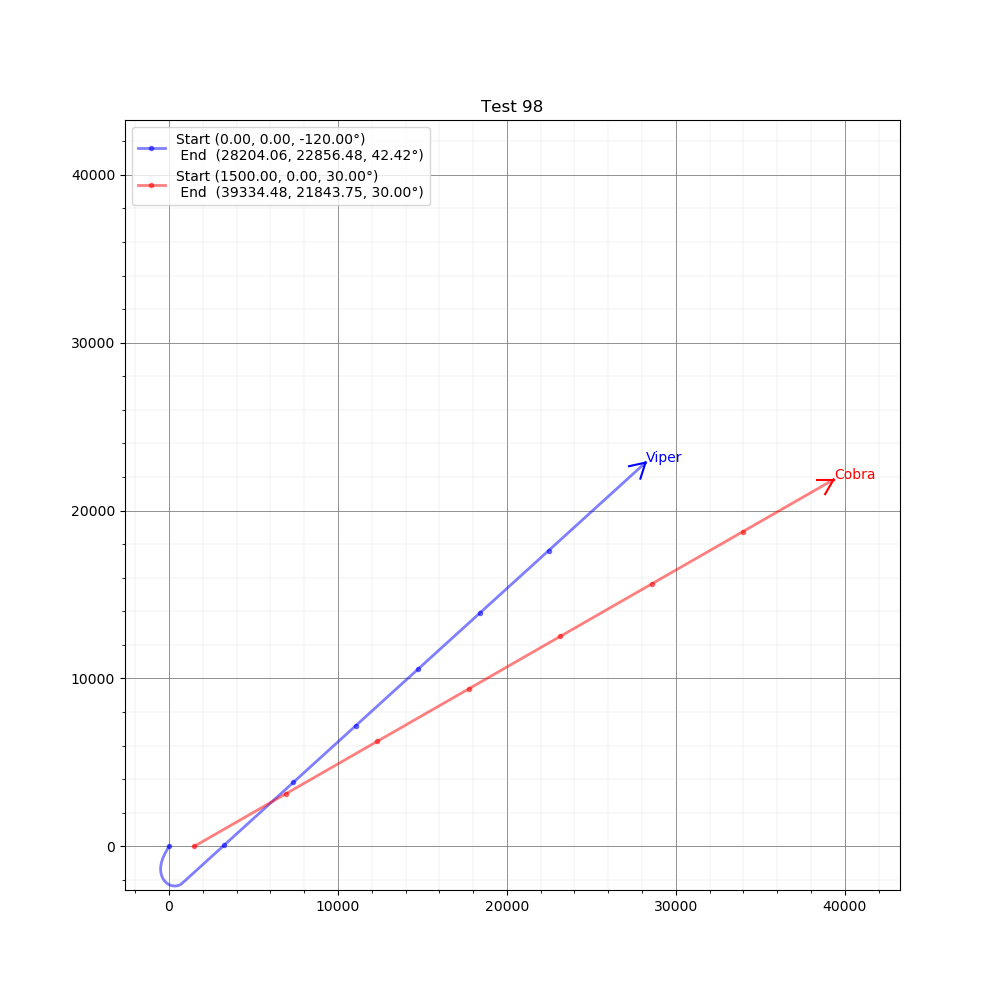 Test 98
Start (0.00, 0.00, -120.00°)
End (28204.06, 22856.48, 42.42°)
Start (1500.00, 0.00, 30.00°)
End (39334.48, 21843.75, 30.00°)
40000
30000
20000
10000
0
Viper
Cobra
0 10000 20000 30000 40000